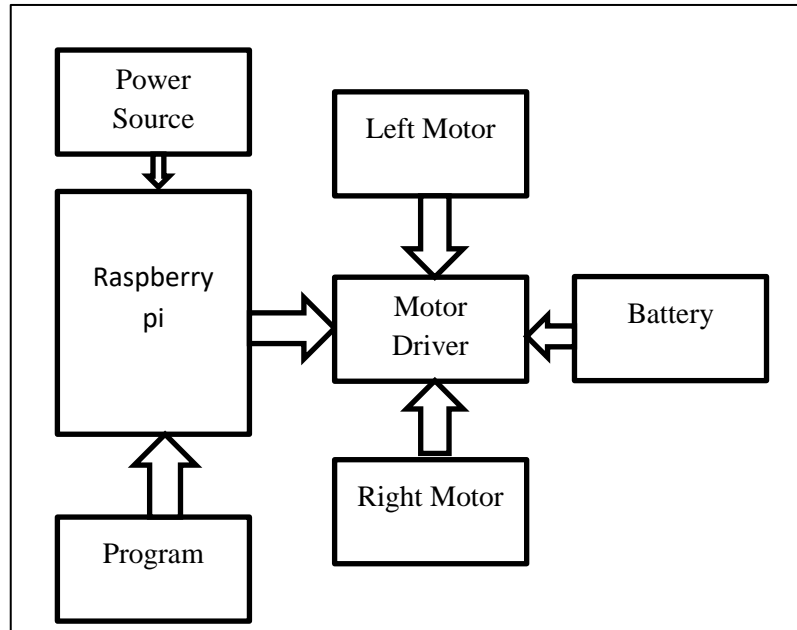 Power
Source
Left Motor
Raspberry
pi
Motor
Driver
Battery
Program
Right Motor